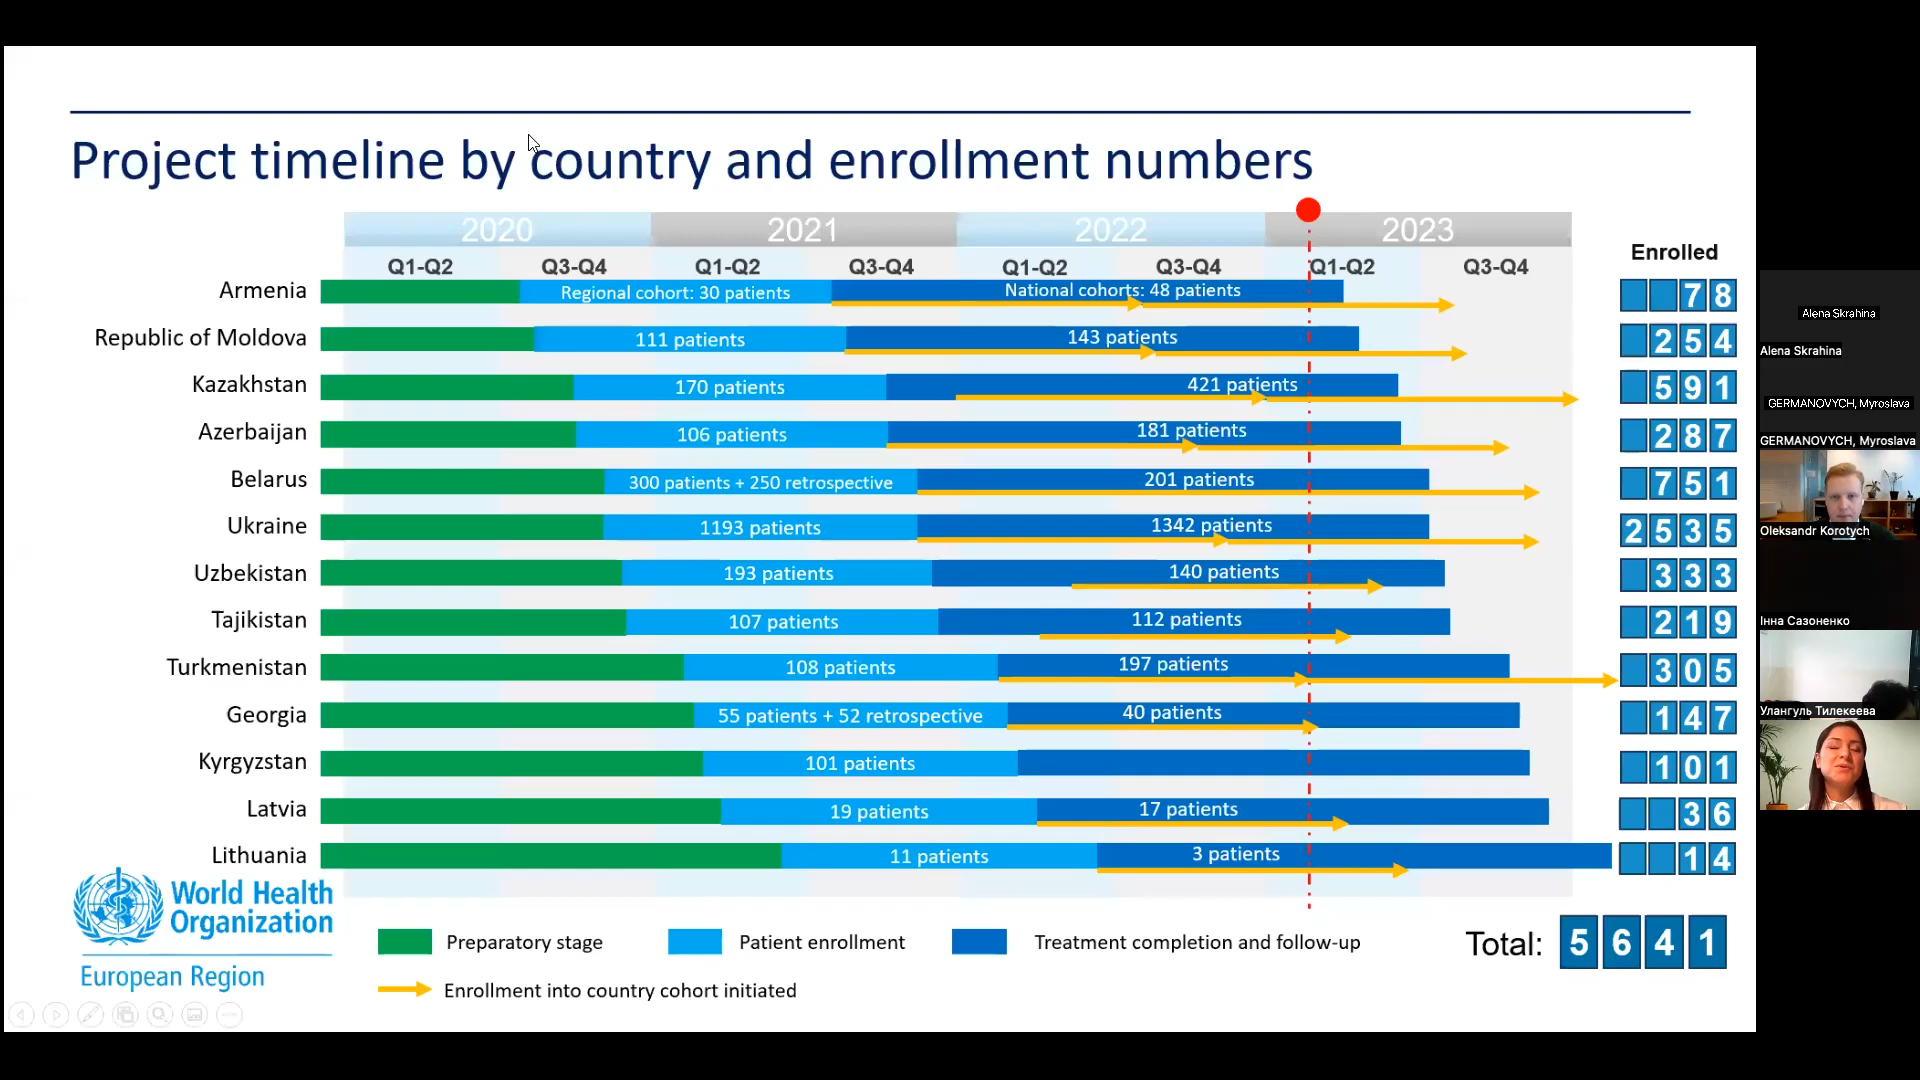 Project timeline by country and enrollment numbers
2020 2021 2022 2023
Q1-Q2 Q3-Q4 Q1-Q2 Q3-Q4 Q1-Q2 Q3-Q4 Q1-Q2 Q3-Q4 Enrolled
Armenia Regional cohort: 30 patients National cohorts: 48 patients 78
Republic of Moldova 111 patients 143 patients 254
Kazakhstan 170 patients 421 patients 591
Azerbaijan 106 patients 181 patients 287
Belarus 300 patients + 250 retrospective 201 patients 751
Ukraine 1193 patients 1342 patients 2535
Uzbekistan 193 patients 140 patients 333
Tajikistan 107 patients 112 patients 219
Turkmenistan 108 patients 197 patients 305
Georgia 55 patients + 52 retrospective 40 patients 147
Kyrgyzstan 101 patients 101
Latvia 19 patients 17 patients 36
Lithuania 11 patients 3 patients 14
World Health
Organization
European Region
Preparatory stage Patient enrollment Treatment completion and follow-up
Enrollment into country cohort initiated
Total: 5641
Alena Skrahina
Alena Skrahina
GERMANOVYCH, Myroslava
GERMANOVYCH, Myroslava
Oleksandr Korotych
Інна Сазоненко
Улангуль Тилекеева